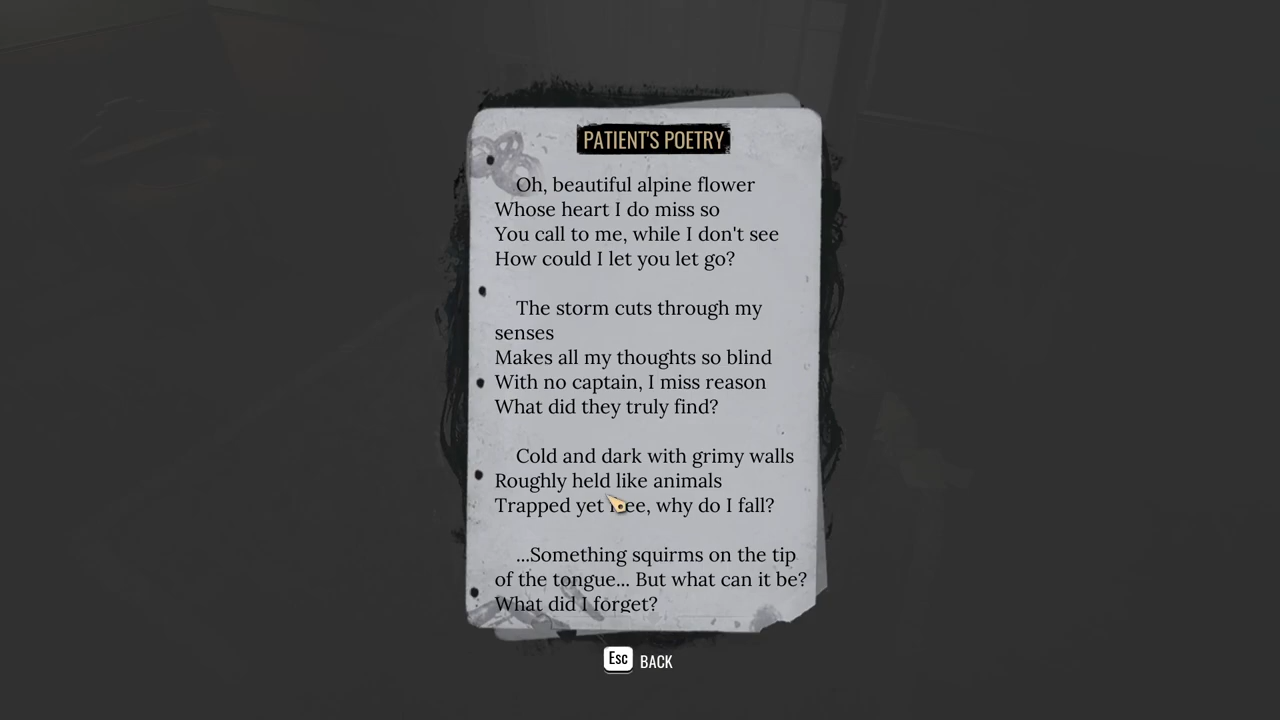 PATIENT'S POETRY
Oh, beautiful alpine flower
Whose heart I do miss so
You call to me, while I don't see
How could I let you let go?
The storm cuts through my
senses
Makes all my thoughts so blind
With no captain, I miss reason
What did they truly find?
Cold and dark with grimy walls
Roughly held like animals
Trapped yet free, why do I fall?
...Something squirms on the tip
of the tongue... But what can it be?
What did I forget?
Esc BACK